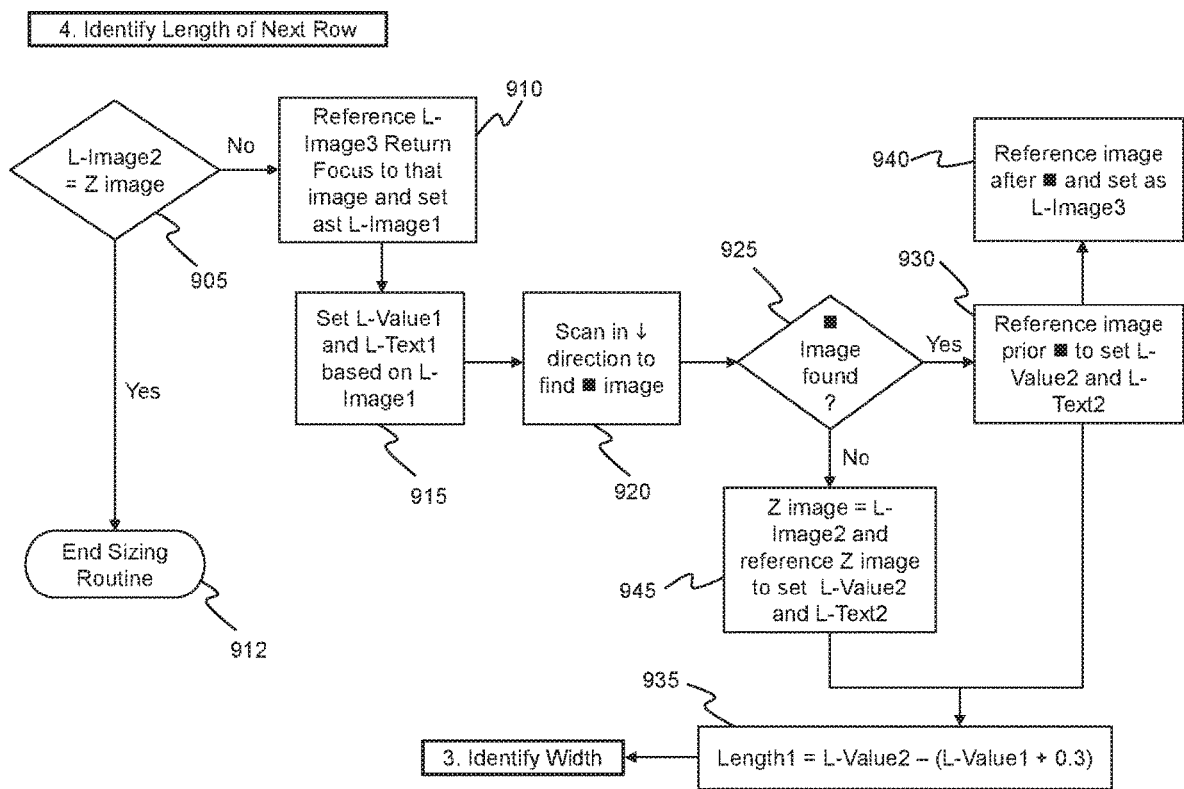 4. Identify Length of Next Row
L-Image2
= Z image
No
Yes
905
End Sizing
Routine
912
910
Reference L-
Image3 Return
Focus to that
image and set
ast L-Image1
Set L-Value1
and L-Text1
based on L-
Image1
915
Scan in ↓
direction to
find ■ image
920
925
■
Image
found
?
Yes
No
930
Reference image
prior ■ to set L-
Value2 and L-
Text2
940
Reference image
after ■ and set as
L-Image3
Z image = L-
Image2 and
reference Z image
to set L-Value2
and L-Text2
945
935
Length1 = L-Value2 – (L-Value1 + 0.3)
3. Identify Width